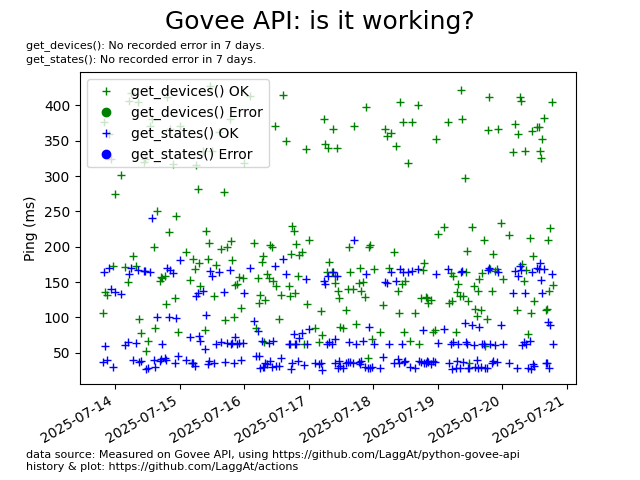 Govee API: is it working?
get_devices(): No recorded error in 7 days.
get_states(): No recorded error in 7 days.
get_devices() OK
get_devices() Error
get_states() OK
get_states() Error
Ping (ms)
400
350
300
250
200
150
100
50
2025-07-14
2025-07-15
2025-07-16
2025-07-17
2025-07-18
2025-07-19
2025-07-20
2025-07-21
data source: Measured on Govee API, using https://github.com/LaggAt/python-govee-api
history & plot: https://github.com/LaggAt/actions